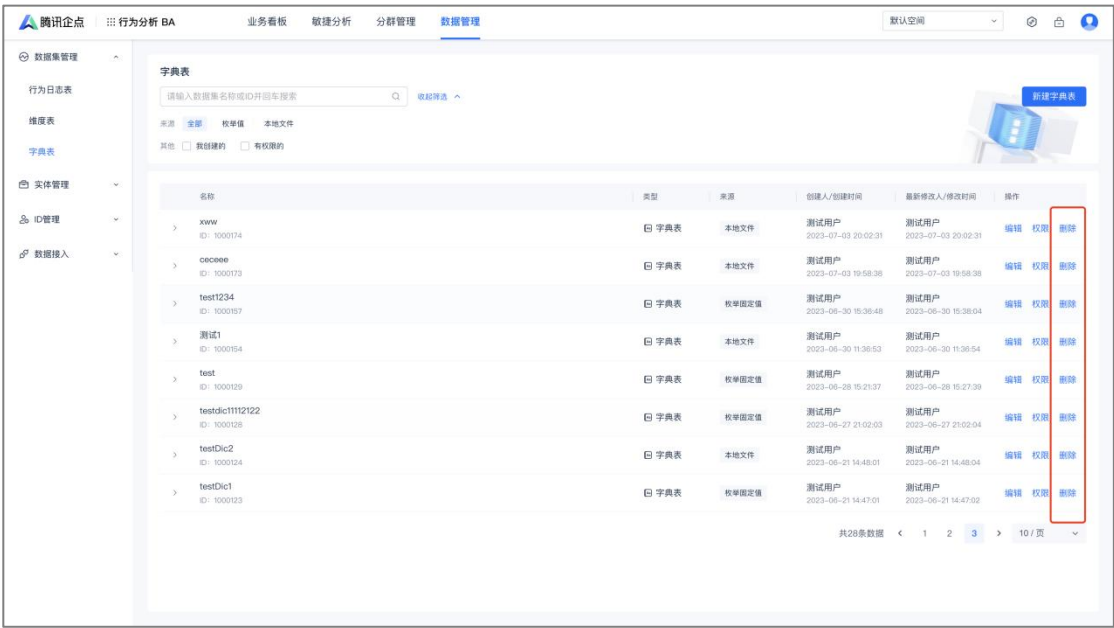 腾讯企点 行为分析 BA 业务看板 敏捷分析 分群管理 数据管理 默认空间
数据集管理
行为日志表
维度表
字典表
实体管理
ID管理
数据接入
字典表
请输入数据集名称或ID并回车搜索 收起筛选
新建字典表
来源 全部 枚举值 本地文件
其他 我创建的 有权限的
名称 类型 来源 创建人/创建时间 最新修改人/修改时间 操作
xww 字典表 本地文件 测试用户 测试用户 编辑 权限 删除
ID: 1000174 2023-07-03 20:02:31 2023-07-03 20:02:31
ceceee 字典表 本地文件 测试用户 测试用户 编辑 权限 删除
ID: 1000173 2023-07-03 19:58:38 2023-07-03 19:58:38
test1234 字典表 枚举固定值 测试用户 测试用户 编辑 权限 删除
ID: 1000157 2023-06-30 15:36:48 2023-06-30 15:38:04
测试1 字典表 本地文件 测试用户 测试用户 编辑 权限 删除
ID: 1000154 2023-06-30 11:36:53 2023-06-30 11:36:54
test 字典表 枚举固定值 测试用户 测试用户 编辑 权限 删除
ID: 1000129 2023-06-28 15:21:37 2023-06-28 15:27:39
testdic11112122 字典表 枚举固定值 测试用户 测试用户 编辑 权限 删除
ID: 1000128 2023-06-27 21:02:03 2023-06-27 21:02:04
testDic2 字典表 本地文件 测试用户 测试用户 编辑 权限 删除
ID: 1000124 2023-06-21 14:48:01 2023-06-21 14:48:04
testDic1 字典表 枚举固定值 测试用户 测试用户 编辑 权限 删除
ID: 1000123 2023-06-21 14:47:01 2023-06-21 14:47:02
共28条数据 1 2 3 10 / 页